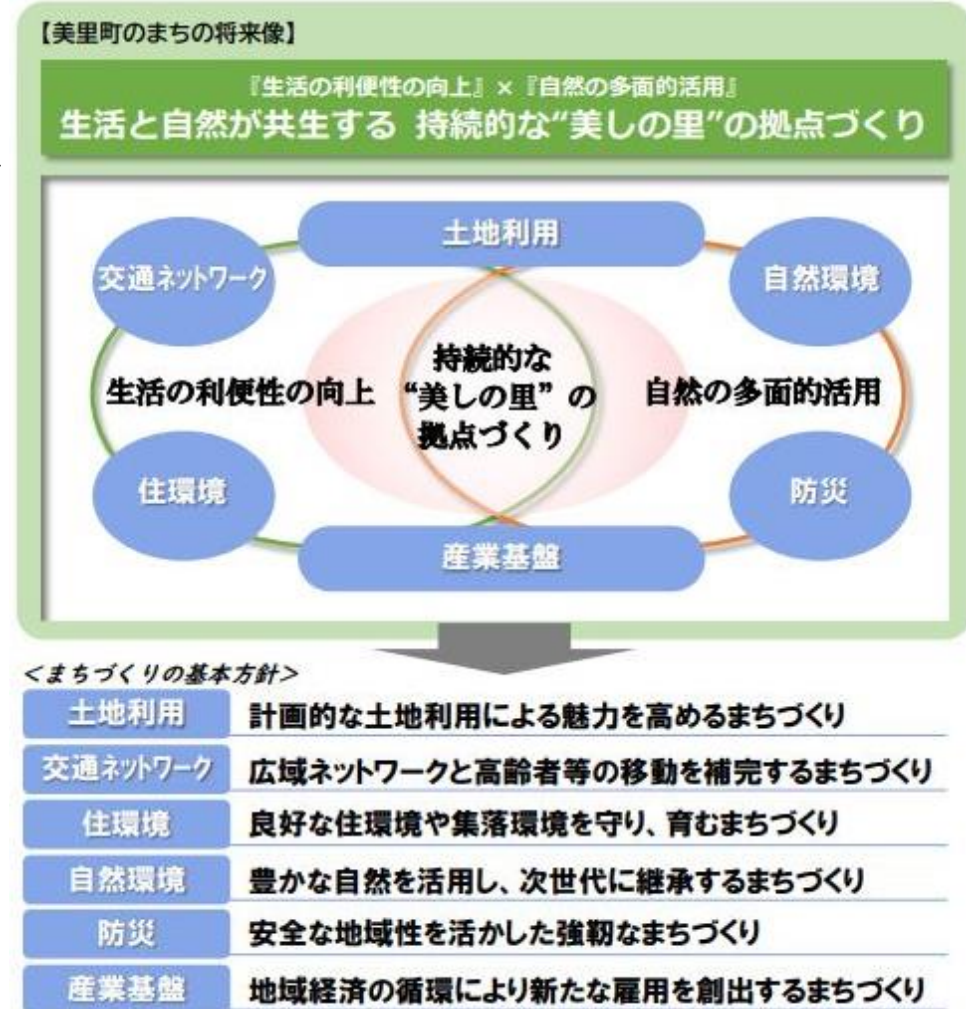 【美里町のまちの将来像】
『生活の利便性の向上』×『自然の多面的活用』
生活と自然が共生する 持続的な“美しの里”の拠点づくり
土地利用
交通ネットワーク
自然環境
生活の利便性の向上
持続的な
“美しの里”の
拠点づくり
自然の多面的活用
住環境
防災
産業基盤
＜まちづくりの基本方針＞
土地利用 計画的な土地利用による魅力を高めるまちづくり
交通ネットワーク 広域ネットワークと高齢者等の移動を補完するまちづくり
住環境 良好な住環境や集落環境を守り、育むまちづくり
自然環境 豊かな自然を活用し、次世代に継承するまちづくり
防災 安全な地域性を活かした強靭なまちづくり
産業基盤 地域経済の循環により新たな雇用を創出するまちづくり